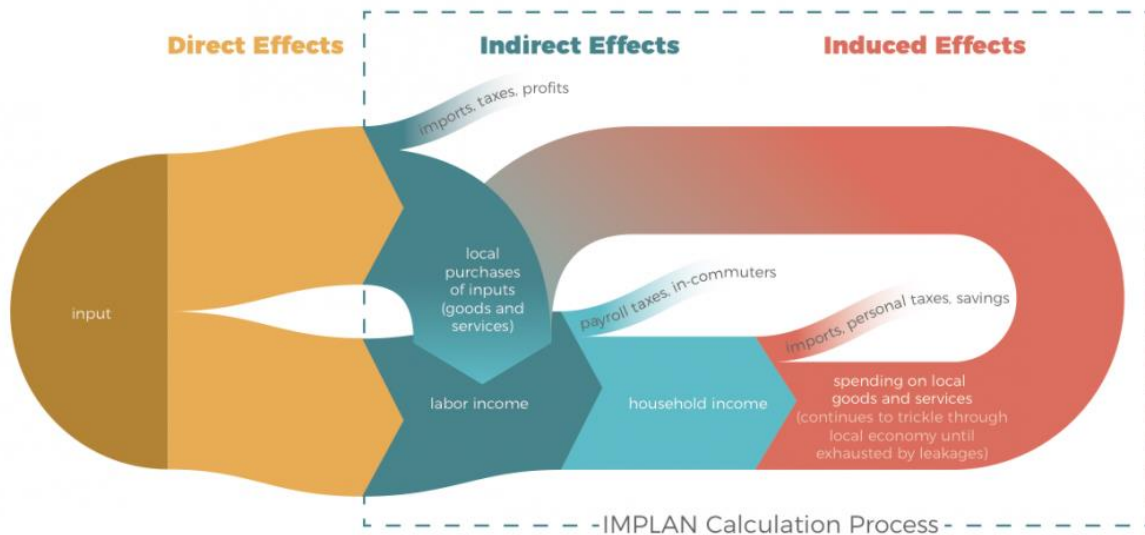 Direct Effects
Indirect Effects
Induced Effects
imports, taxes, profits
local
purchases
of inputs
(goods and
services)
payroll taxes, in-commuters
imports, personal taxes, savings
input
labor income
household income
spending on local
goods and services
(continues to trickle through
local economy until
exhausted by leakages)
IMPLAN Calculation Process